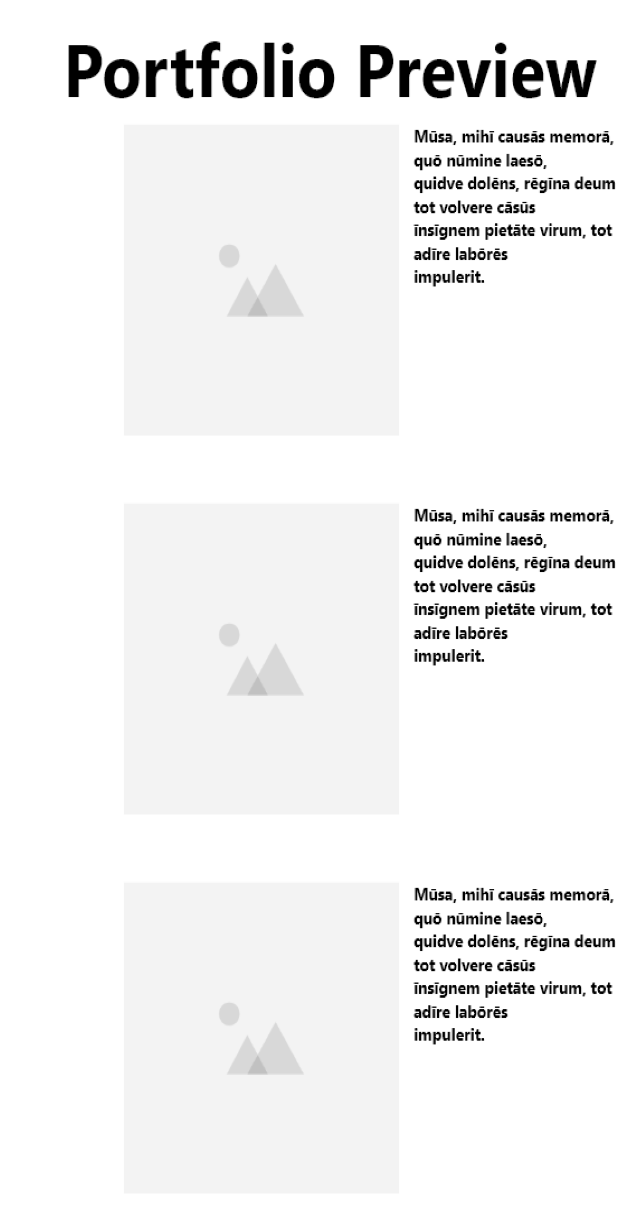 Portfolio Preview
Mūsa, mihī causās memorā,
quō nūmine laesō,
quidve dolēns, rēgīna deum
tot volvere cāsūs
īnsīgnem pietāte virum, tot
adīre labōrēs
impulerit.
Mūsa, mihī causās memorā,
quō nūmine laesō,
quidve dolēns, rēgīna deum
tot volvere cāsūs
īnsīgnem pietāte virum, tot
adīre labōrēs
impulerit.
Mūsa, mihī causās memorā,
quō nūmine laesō,
quidve dolēns, rēgīna deum
tot volvere cāsūs
īnsīgnem pietāte virum, tot
adīre labōrēs
impulerit.